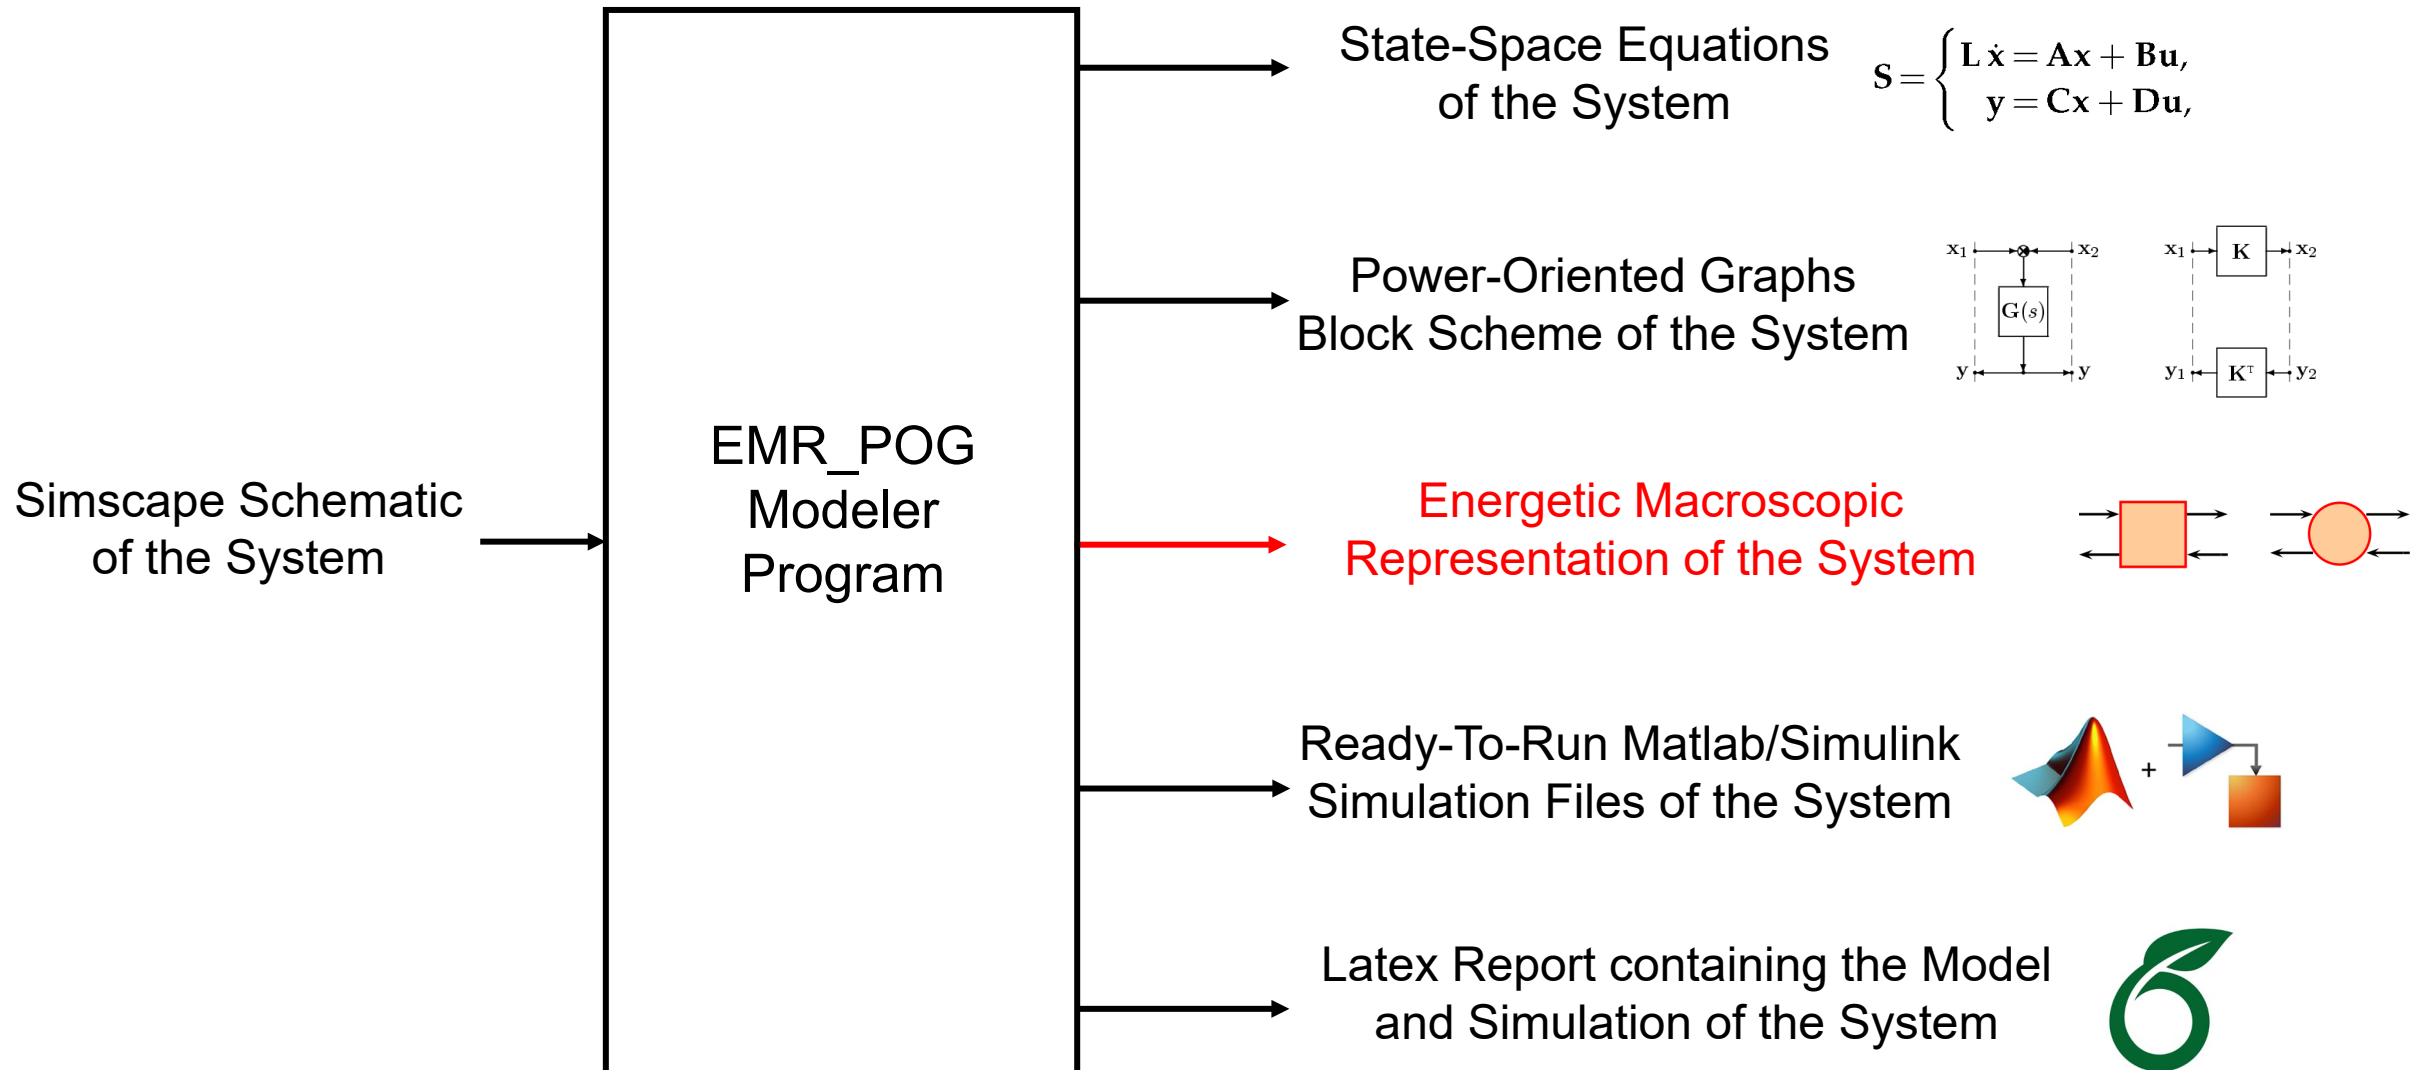 Simscape Schematic
of the System
EMR_POG
Modeler
Program
State-Space Equations
of the System
S = { L ẋ = Ax + Bu,
y = Cx + Du,
Power-Oriented Graphs
Block Scheme of the System
x₁ x₂
G(s)
y y
x₁ K x₂
y₁ Kᵀ y₂
Energetic Macroscopic
Representation of the System
Ready-To-Run Matlab/Simulink
Simulation Files of the System
+
Latex Report containing the Model
and Simulation of the System